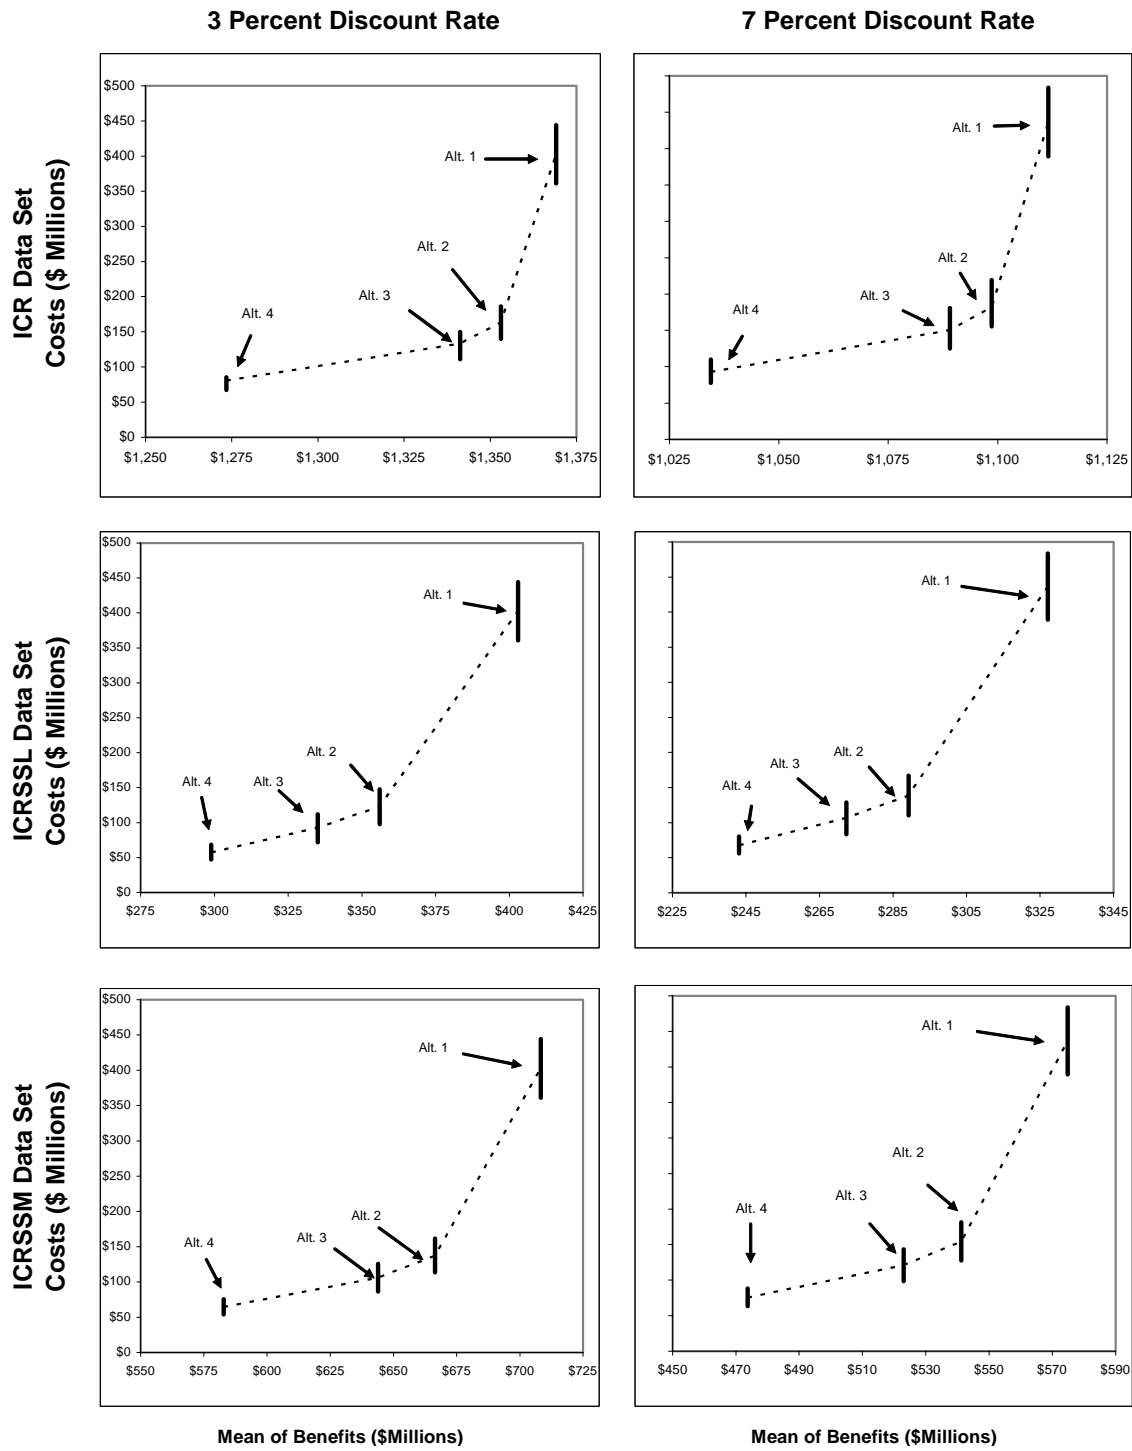 3 Percent Discount Rate
7 Percent Discount Rate
ICR Data Set
Costs ($ Millions)
$500
$450
$400
$350
$300
$250
$200
$150
$100
$50
$0
Alt. 1
Alt. 2
Alt. 3
Alt. 4
$1,250 $1,275 $1,300 $1,325 $1,350 $1,375
Alt. 1
Alt. 2
Alt. 3
Alt 4
$1,025 $1,050 $1,075 $1,100 $1,125
ICRSSL Data Set
Costs ($ Millions)
$500
$450
$400
$350
$300
$250
$200
$150
$100
$50
$0
Alt. 1
Alt. 2
Alt. 4
Alt. 3
$275 $300 $325 $350 $375 $400 $425
Alt. 1
Alt. 2
Alt. 3
Alt. 4
$225 $245 $265 $285 $305 $325 $345
ICRSSM Data Set
Costs ($ Millions)
$500
$450
$400
$350
$300
$250
$200
$150
$100
$50
$0
Alt. 1
Alt. 2
Alt. 3
Alt. 4
$550 $575 $600 $625 $650 $675 $700 $725
Alt. 1
Alt. 2
Alt. 3
Alt. 4
$450 $470 $490 $510 $530 $550 $570 $590
Mean of Benefits ($Millions)
Mean of Benefits ($Millions)